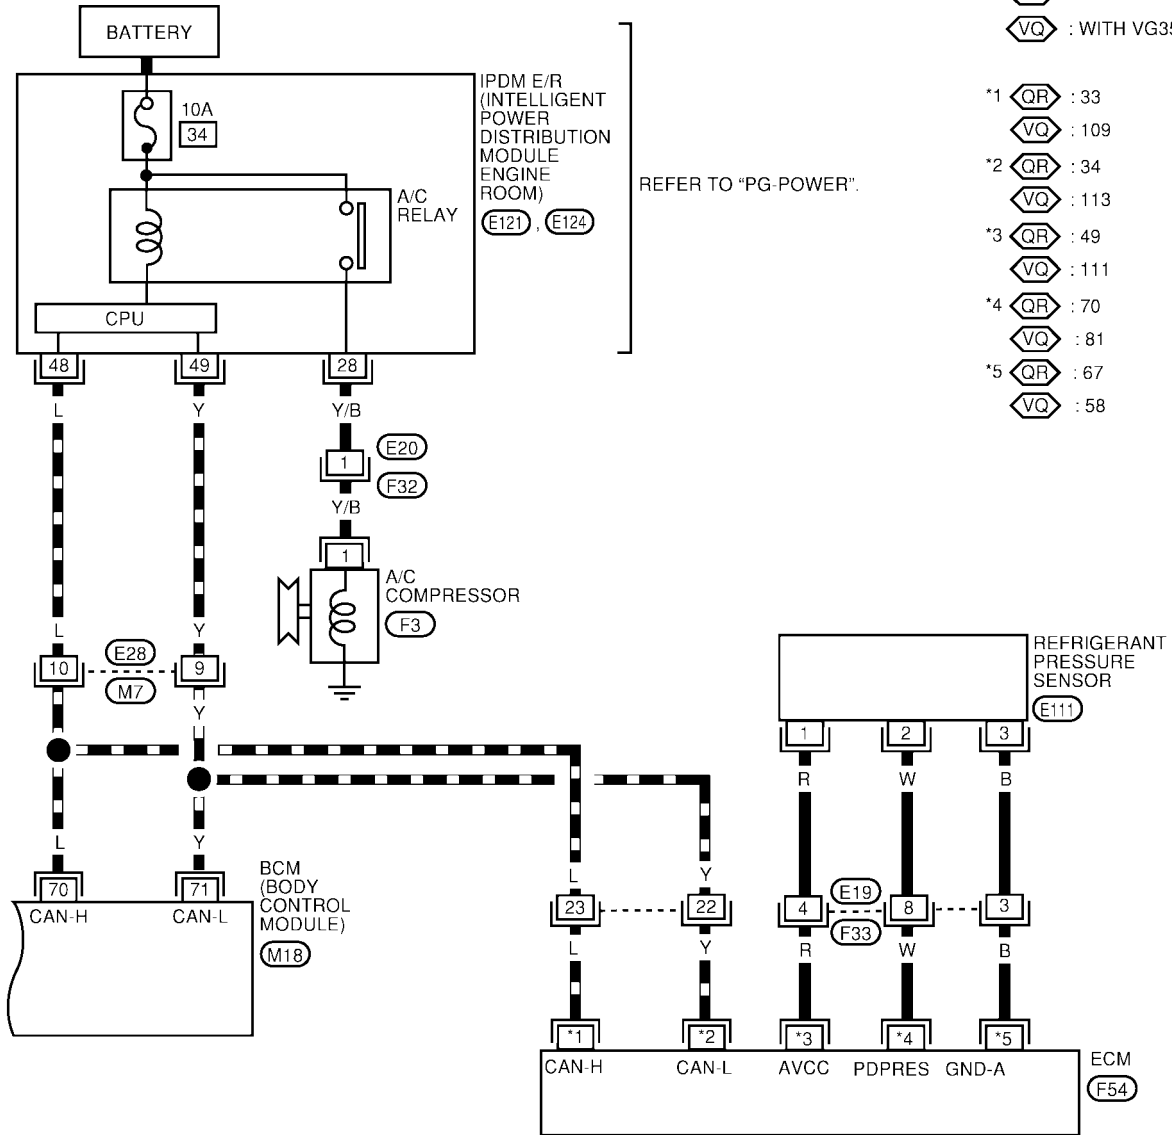 VQ : WITH VG35
BATTERY
IPDM E/R
(INTELLIGENT
POWER
DISTRIBUTION
MODULE
ENGINE
ROOM)
E121 , E124
10A
34
A/C
RELAY
REFER TO “PG-POWER”.
CPU
*1 QR : 33
VQ : 109
*2 QR : 34
VQ : 113
*3 QR : 49
VQ : 111
*4 QR : 70
VQ : 81
*5 QR : 67
VQ : 58
48 49 28
L Y Y/B
1
E20
F32
Y/B
1
A/C
COMPRESSOR
F3
L Y
10 E28 9
M7
Y
REFRIGERANT
PRESSURE
SENSOR
E111
1 2 3
R W B
L Y
70 71
CAN-H CAN-L
BCM
(BODY
CONTROL
MODULE)
M18
L Y
23 22 4 E19 8 3
F33
L Y R W B
*1 *2 *3 *4 *5
CAN-H CAN-L AVCC PDPRES GND-A
ECM
F54